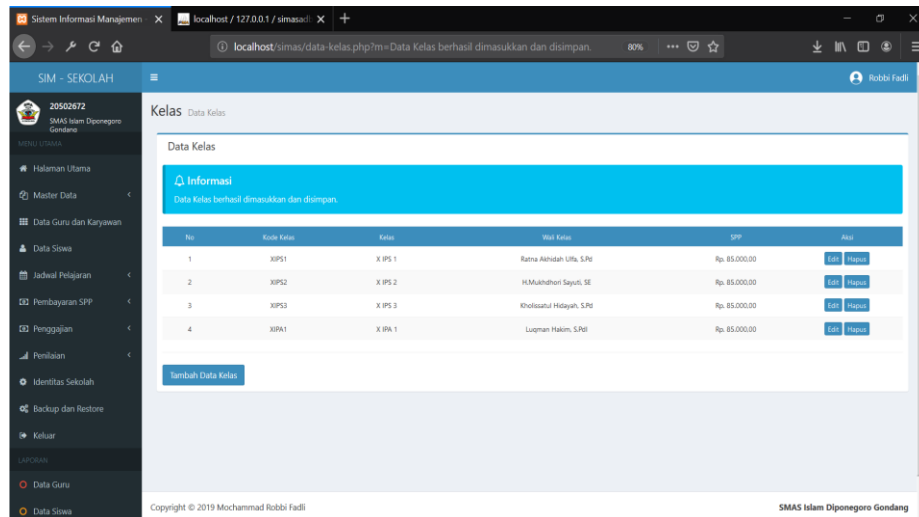 Sistem Informasi Manajemen
localhost / 127.0.0.1 / simasadb
localhost/simas/data-kelas.php?m=Data Kelas berhasil dimasukkan dan disimpan.
80%
SIM - SEKOLAH
Robbi Fadli
20502672
SMAS Islam Diponegoro
Gondang
Kelas Data Kelas
MENU UTAMA
Data Kelas
Halaman Utama
Informasi
Master Data
Data Kelas berhasil dimasukkan dan disimpan.
Data Guru dan Karyawan
No Kode Kelas Kelas Wali Kelas SPP Aksi
Data Siswa
1 XIPS1 X IPS 1 Ratna Akhidah Ulfa, S.Pd Rp. 85.000,00 Edit Hapus
Jadwal Pelajaran
2 XIPS2 X IPS 2 H.Mukhdhori Sayuti, SE Rp. 85.000,00 Edit Hapus
Pembayaran SPP
3 XIPS3 X IPS 3 Kholissatul Hidayah, S.Pd Rp. 85.000,00 Edit Hapus
Penggajian
4 XIPA1 X IPA 1 Luqman Hakim, S.PdI Rp. 85.000,00 Edit Hapus
Penilaian
Tambah Data Kelas
Identitas Sekolah
Backup dan Restore
Keluar
LAPORAN
Data Guru
Data Siswa
Copyright © 2019 Mochammad Robbi Fadli
SMAS Islam Diponegoro Gondang